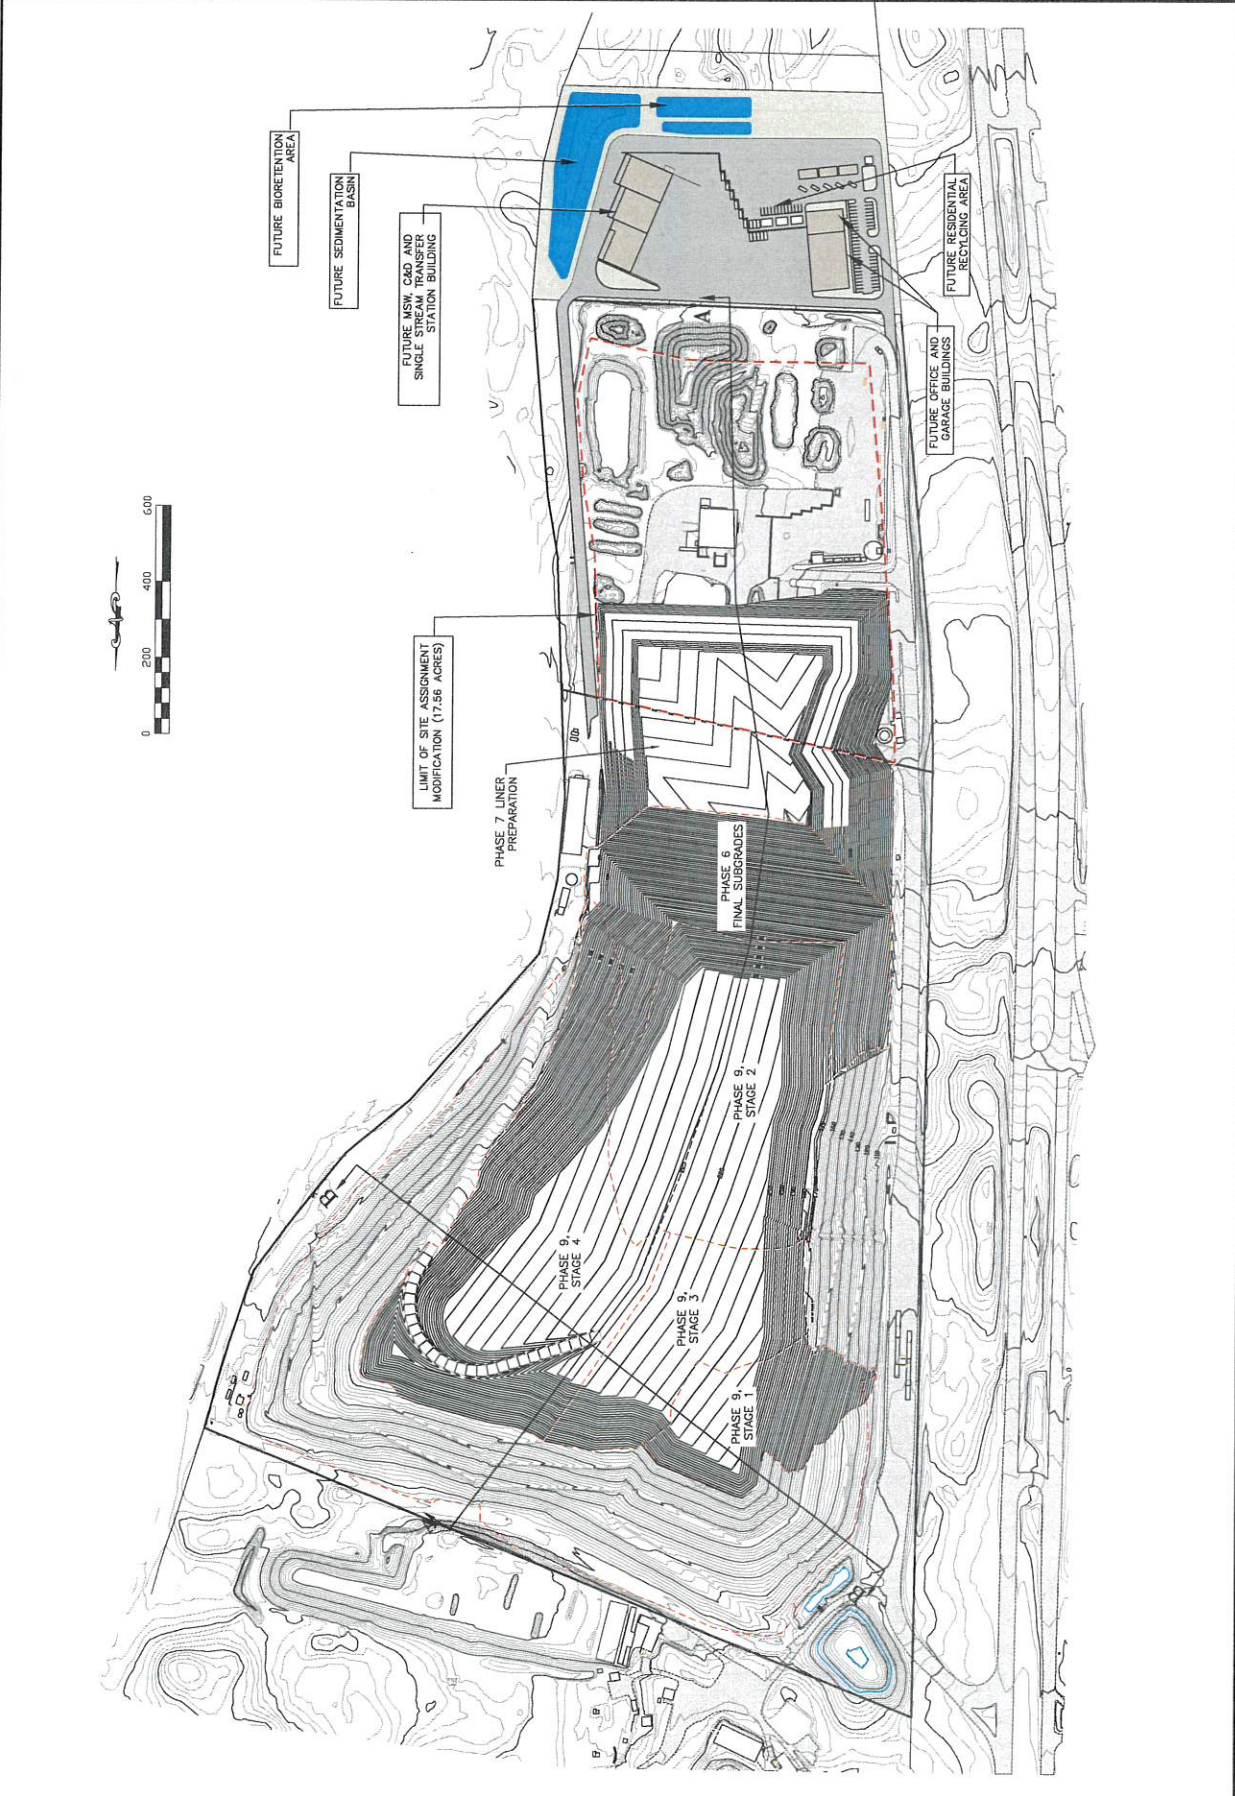 FUTURE BIORETENTION
AREA
FUTURE SEDIMENTATION
BASIN
FUTURE MSW, C&D AND
SINGLE STREAM TRANSFER
STATION BUILDING
FUTURE RESIDENTIAL
RECYLCING AREA
FUTURE OFFICE AND
GARAGE BUILDINGS
A
0 200 400 600
LIMIT OF SITE ASSIGNMENT
MODIFICATION (17.56 ACRES)
PHASE 7 LINER
PREPARATION
PHASE 6
FINAL SUBGRADES
PHASE 9,
STAGE 2
B
PHASE 9,
STAGE 4
PHASE 9,
STAGE 3
PHASE 9,
STAGE 1